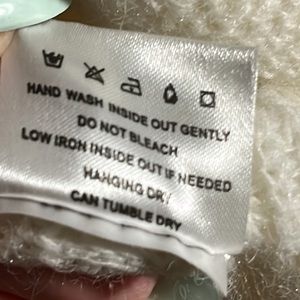 HAND WASH INSIDE OUT GENTLY
DO NOT BLEACH
LOW IRON INSIDE OUT IF NEEDED
HANGING DRY
CAN TUMBLE DRY